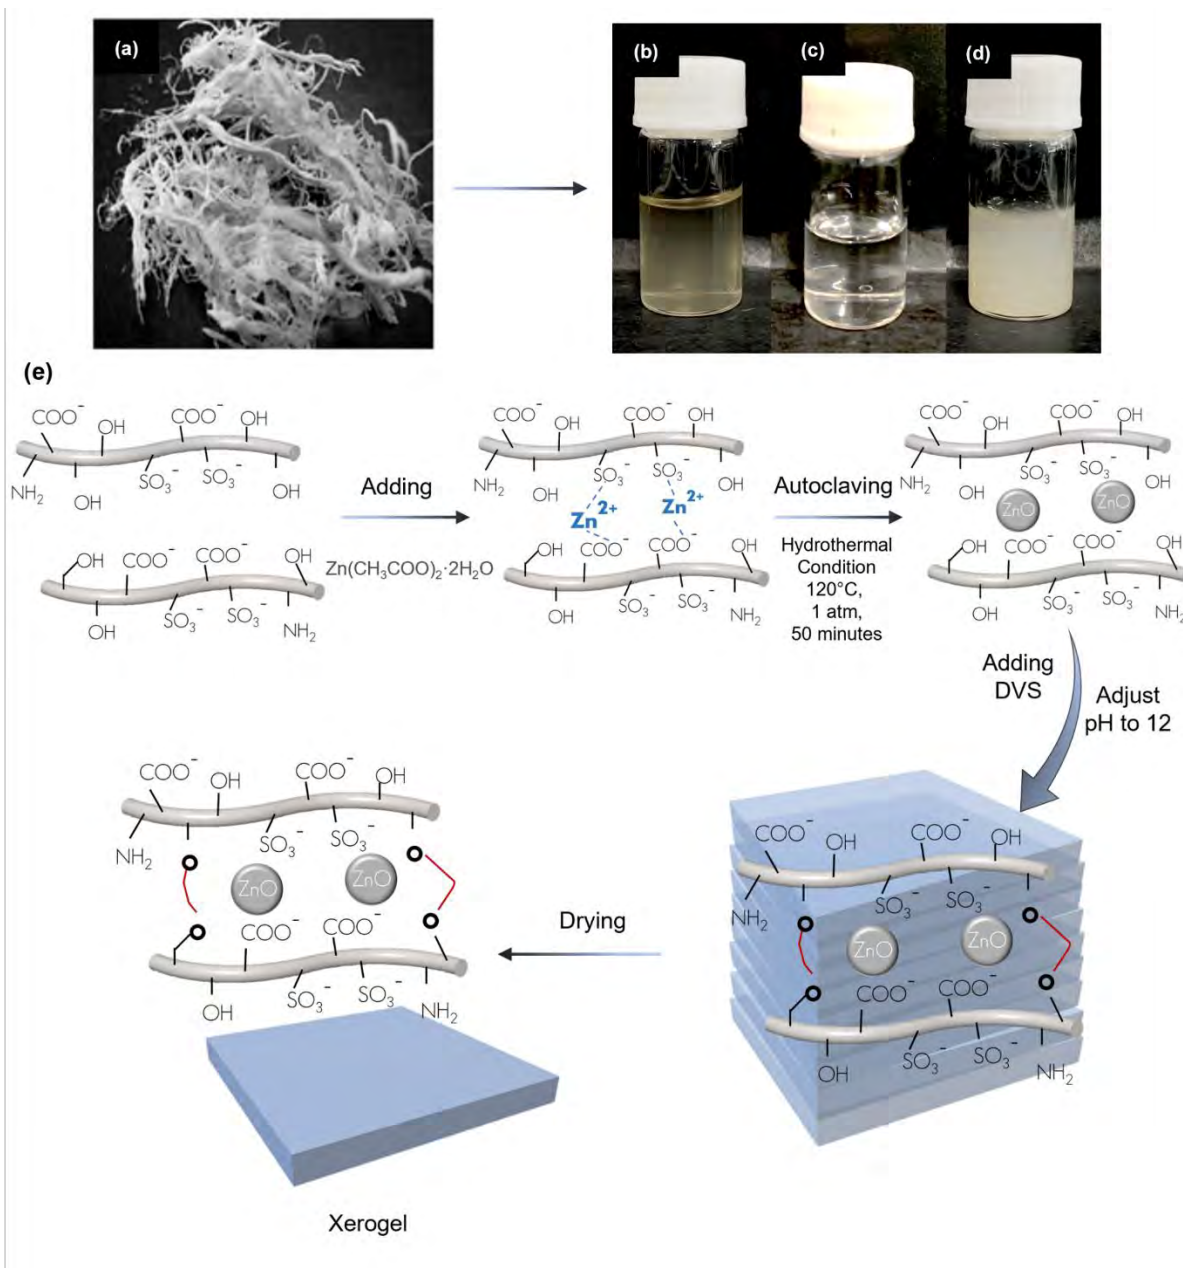 (a)
(b)
(c)
(d)
(e)
COO⁻
OH
COO⁻
OH
NH₂
OH
SO₃⁻
SO₃⁻
OH
OH
COO⁻
COO⁻
OH
OH
SO₃⁻
SO₃⁻
NH₂
Adding
Zn(CH₃COO)₂·2H₂O
COO⁻
OH
COO⁻
OH
NH₂
OH
SO₃⁻
SO₃⁻
OH
Zn²⁺
Zn²⁺
OH
COO⁻
COO⁻
OH
OH
SO₃⁻
SO₃⁻
NH₂
Autoclaving
Hydrothermal
Condition
120°C,
1 atm,
50 minutes
COO⁻
OH
COO⁻
OH
NH₂
OH
SO₃⁻
SO₃⁻
OH
ZnO
ZnO
OH
COO⁻
COO⁻
OH
OH
SO₃⁻
SO₃⁻
NH₂
Adding
DVS
Adjust
pH to 12
COO⁻
OH
COO⁻
OH
NH₂
SO₃⁻
SO₃⁻
O
O
ZnO
ZnO
O
O
COO⁻
COO⁻
OH
SO₃⁻
SO₃⁻
NH₂
Drying
COO⁻
OH
COO⁻
OH
NH₂
SO₃⁻
SO₃⁻
O
O
ZnO
ZnO
O
O
COO⁻
COO⁻
OH
SO₃⁻
SO₃⁻
NH₂
Xerogel